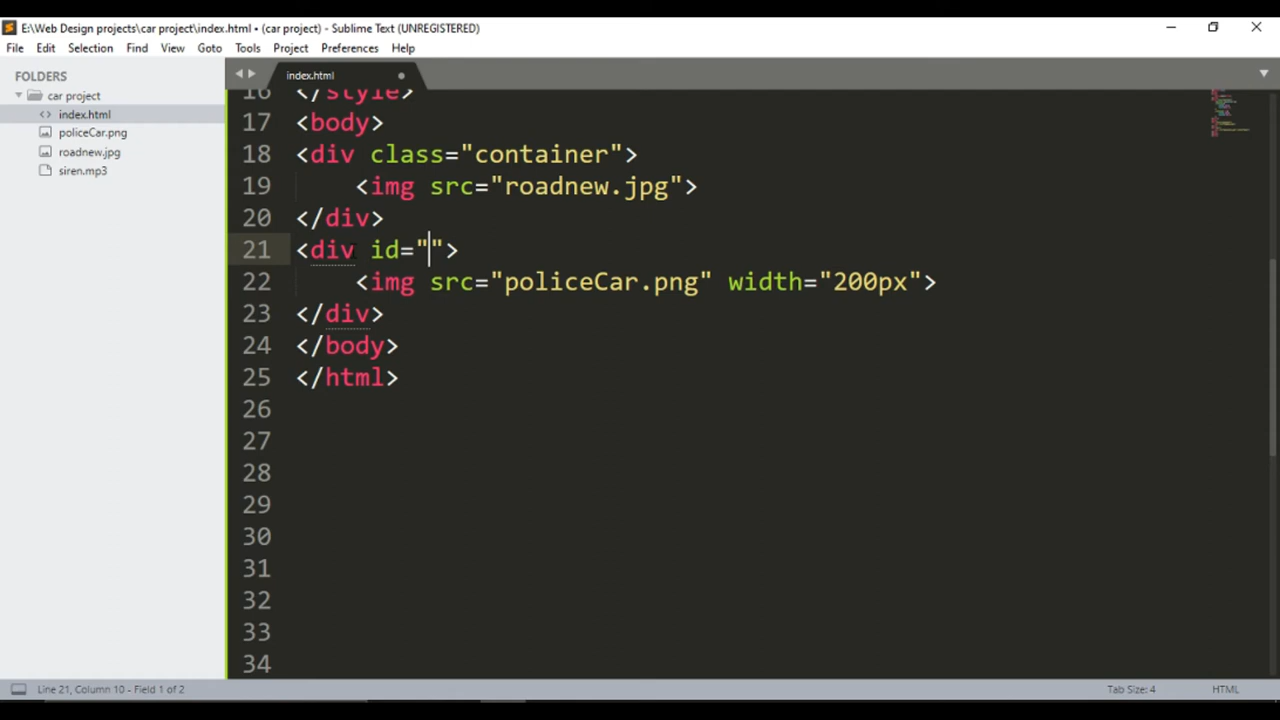 E:\Web Design projects\car project\index.html • (car project) - Sublime Text (UNREGISTERED)
File Edit Selection Find View Goto Tools Project Preferences Help
FOLDERS
car project
<> index.html
policeCar.png
roadnew.jpg
siren.mp3
index.html
16 </style>
17 <body>
18 <div class="container">
19 <img src="roadnew.jpg">
20 </div>
21 <div id="">
22 <img src="policeCar.png" width="200px">
23 </div>
24 </body>
25 </html>
26
27
28
29
30
31
32
33
34
Line 21, Column 10 - Field 1 of 2 Tab Size: 4 HTML